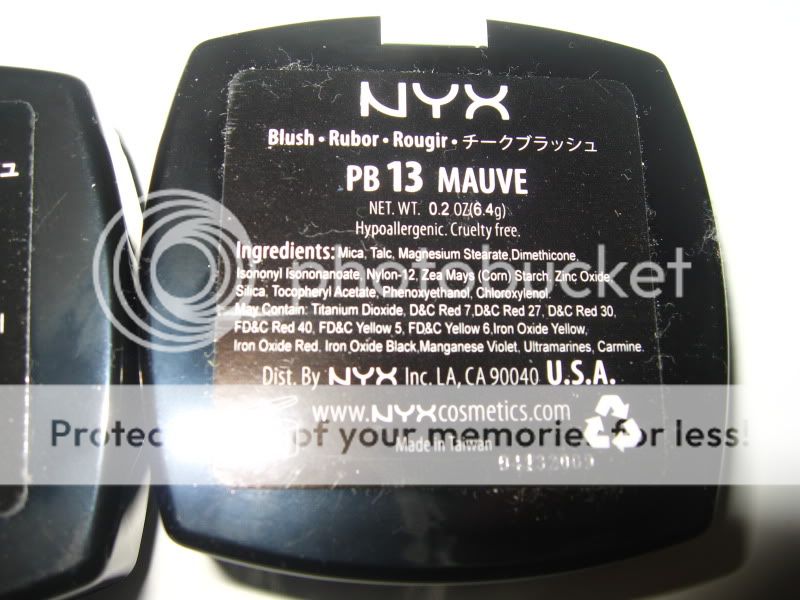 NYX
Blush • Rubor • Rougir • チークブラッシュ
PB 13 MAUVE
NET. WT. 0.2 OZ(6.4g)
Hypoallergenic. Cruelty free.
Ingredients: Mica, Talc, Magnesium Stearate,Dimethicone,
Isononyl Isononanoate, Nylon-12, Zea Mays (Corn) Starch, Zinc Oxide,
Silica, Tocopheryl Acetate, Phenoxyethanol, Chloroxylenol.
May Contain: Titanium Dioxide, D&C Red 7,D&C Red 27, D&C Red 30,
FD&C Red 40, FD&C Yellow 5, FD&C Yellow 6,Iron Oxide Yellow,
Iron Oxide Red, Iron Oxide Black,Manganese Violet, Ultramarines, Carmine.
Dist. By NYX Inc. LA, CA 90040 U.S.A.
www.NYXcosmetics.com
Made in Taiwan
photobucket
Protect of your memories for less!
ュ